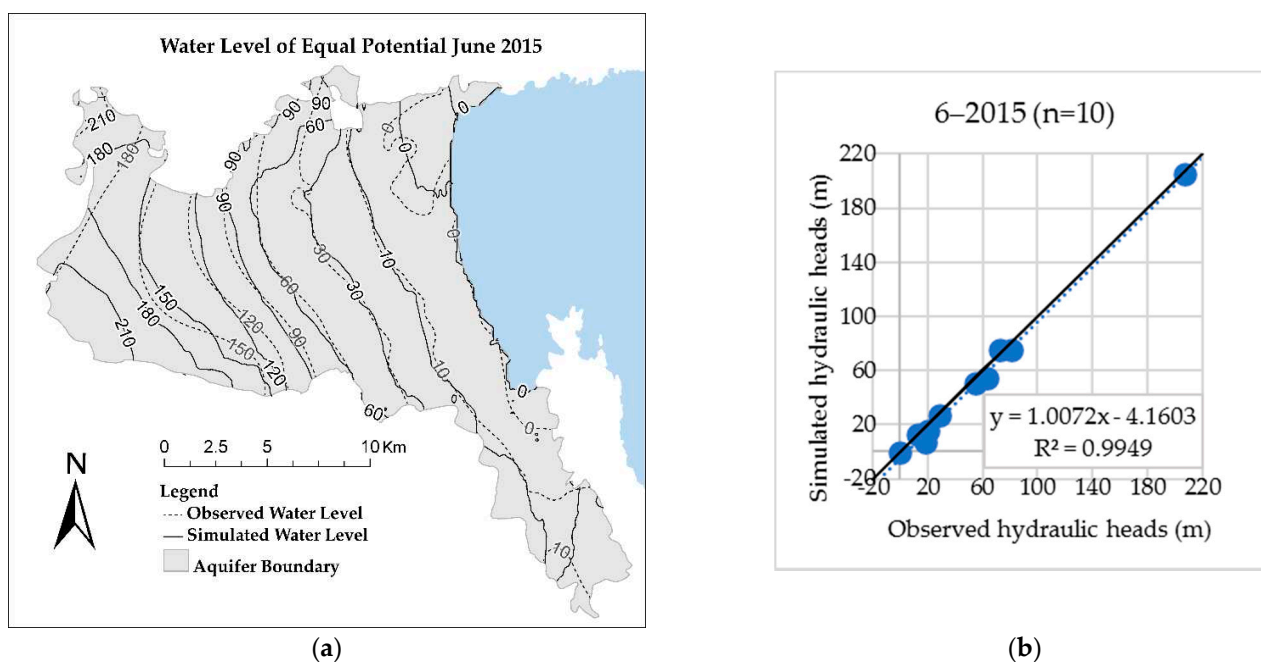 Water Level of Equal Potential June 2015
210
180
180
90
90
90
60
90
90
0
0
0
0
210
180
150
150
120
120
90
60
60
30
30
10
10
0
0
10
0 2.5 5 10 Km
N
Legend
Observed Water Level
Simulated Water Level
Aquifer Boundary
(a)
6–2015 (n=10)
Simulated hydraulic heads (m)
220
180
140
100
60
20
-20
y = 1.0072x - 4.1603
R² = 0.9949
-20 20 60 100 140 180 220
Observed hydraulic heads (m)
(b)